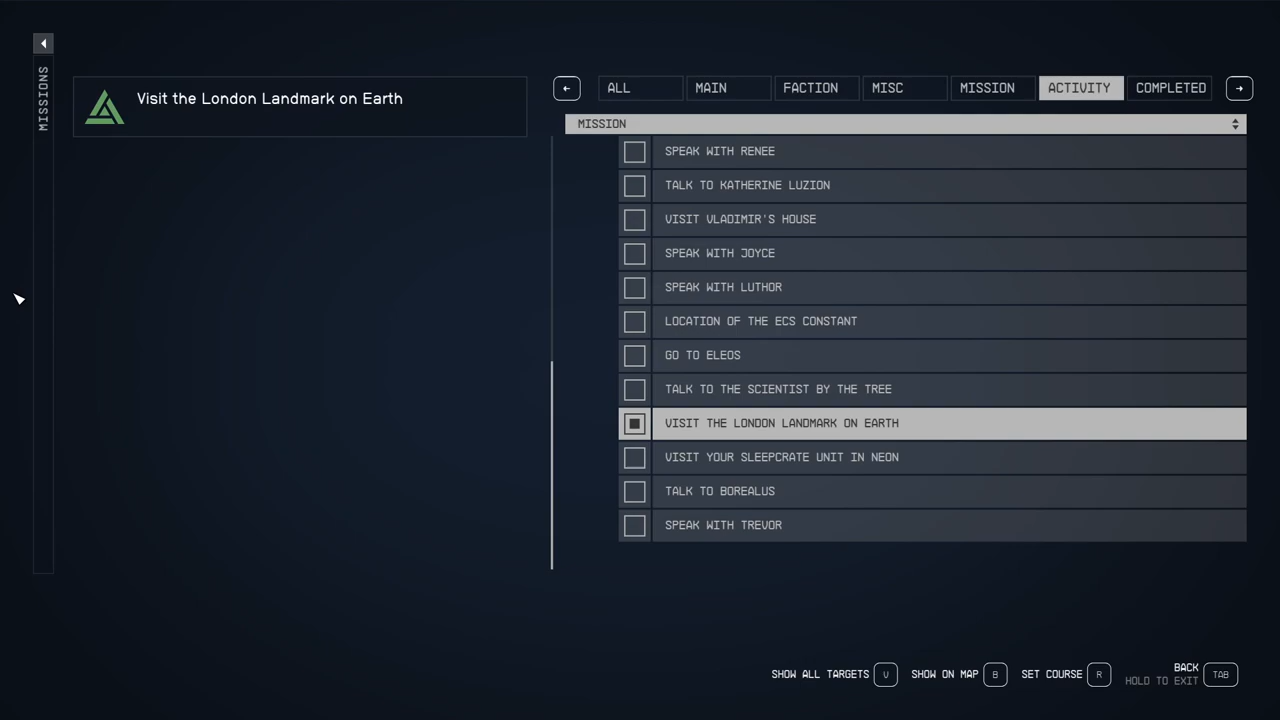 MISSIONS
Visit the London Landmark on Earth
ALL
MAIN
FACTION
MISC
MISSION
ACTIVITY
COMPLETED
MISSION
SPEAK WITH RENEE
TALK TO KATHERINE LUZION
VISIT VLADIMIR'S HOUSE
SPEAK WITH JOYCE
SPEAK WITH LUTHOR
LOCATION OF THE ECS CONSTANT
GO TO ELEOS
TALK TO THE SCIENTIST BY THE TREE
VISIT THE LONDON LANDMARK ON EARTH
VISIT YOUR SLEEPCRATE UNIT IN NEON
TALK TO BOREALUS
SPEAK WITH TREVOR
SHOW ALL TARGETS V
SHOW ON MAP B
SET COURSE R
BACK
HOLD TO EXIT
TAB